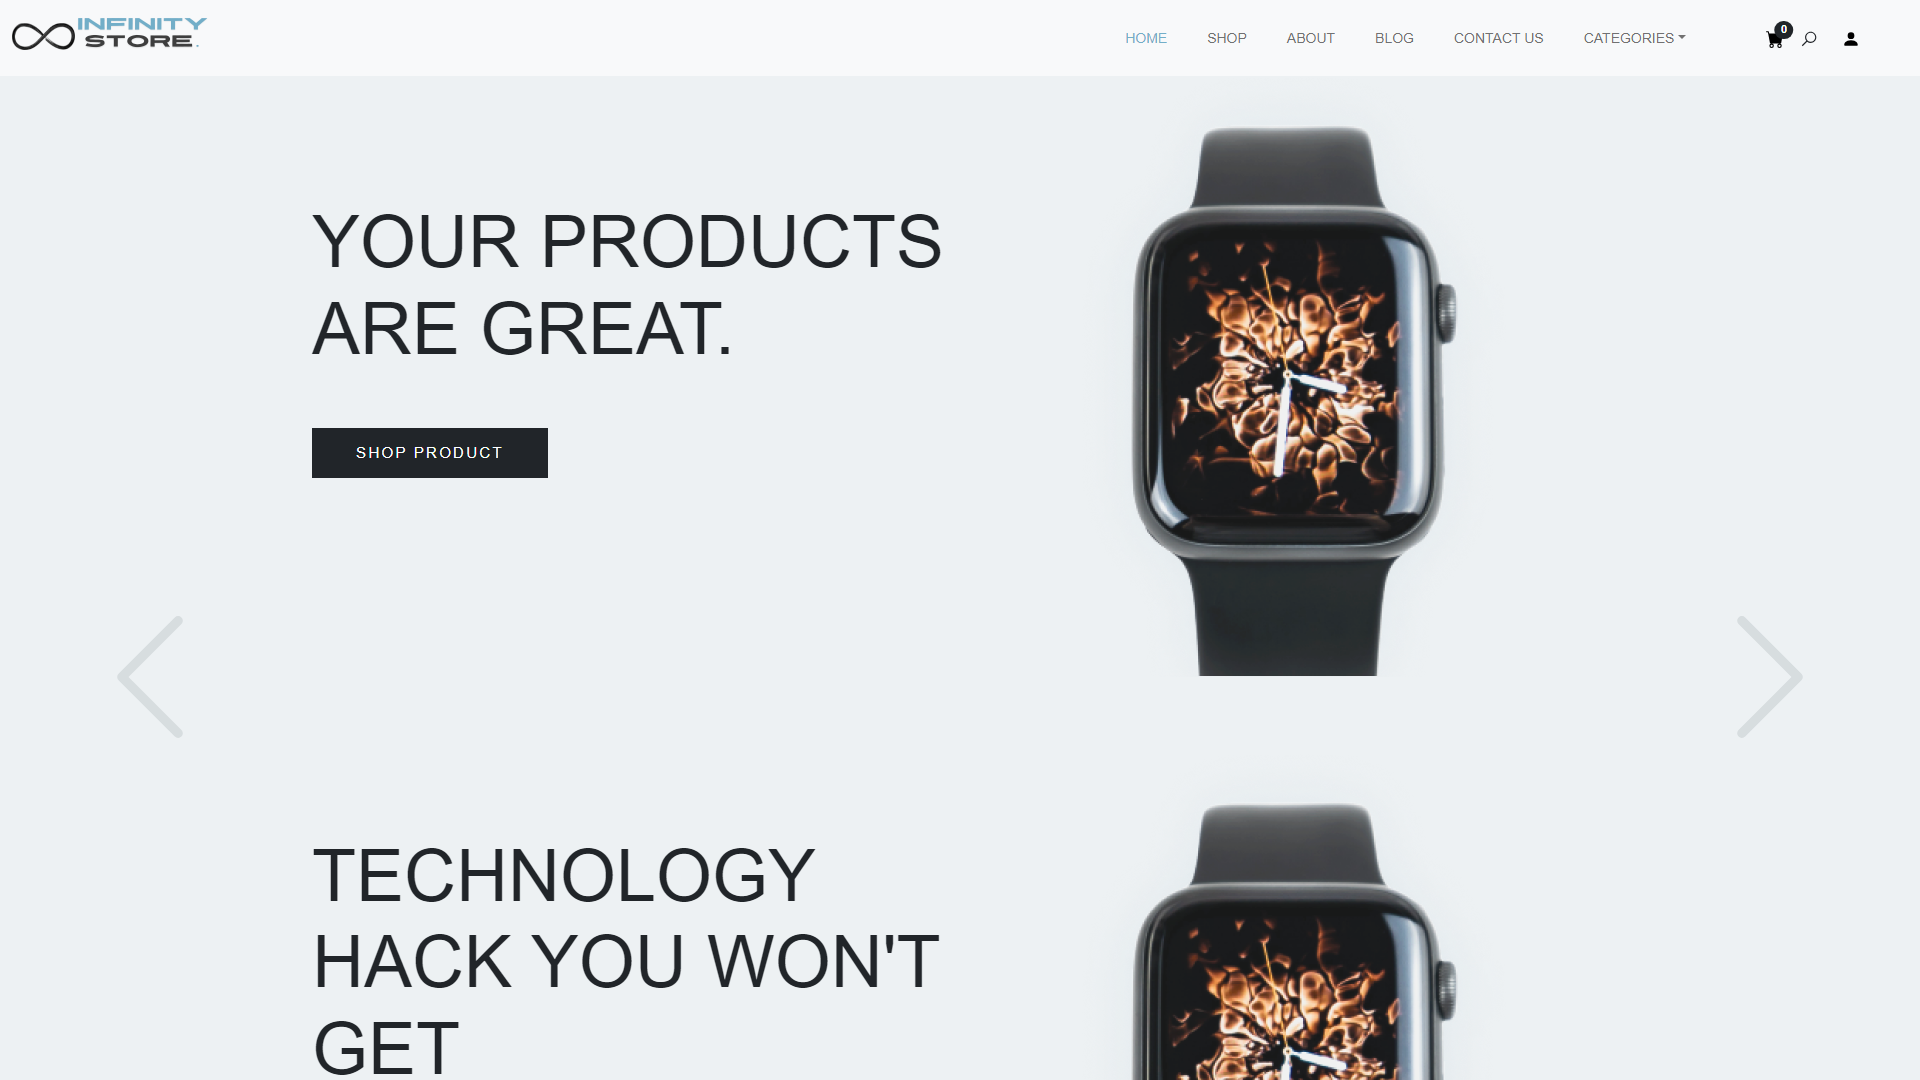 INFINITY
STORE.
HOME SHOP ABOUT BLOG CONTACT US CATEGORIES 0
YOUR PRODUCTS
ARE GREAT.
SHOP PRODUCT
TECHNOLOGY
HACK YOU WON'T
GET